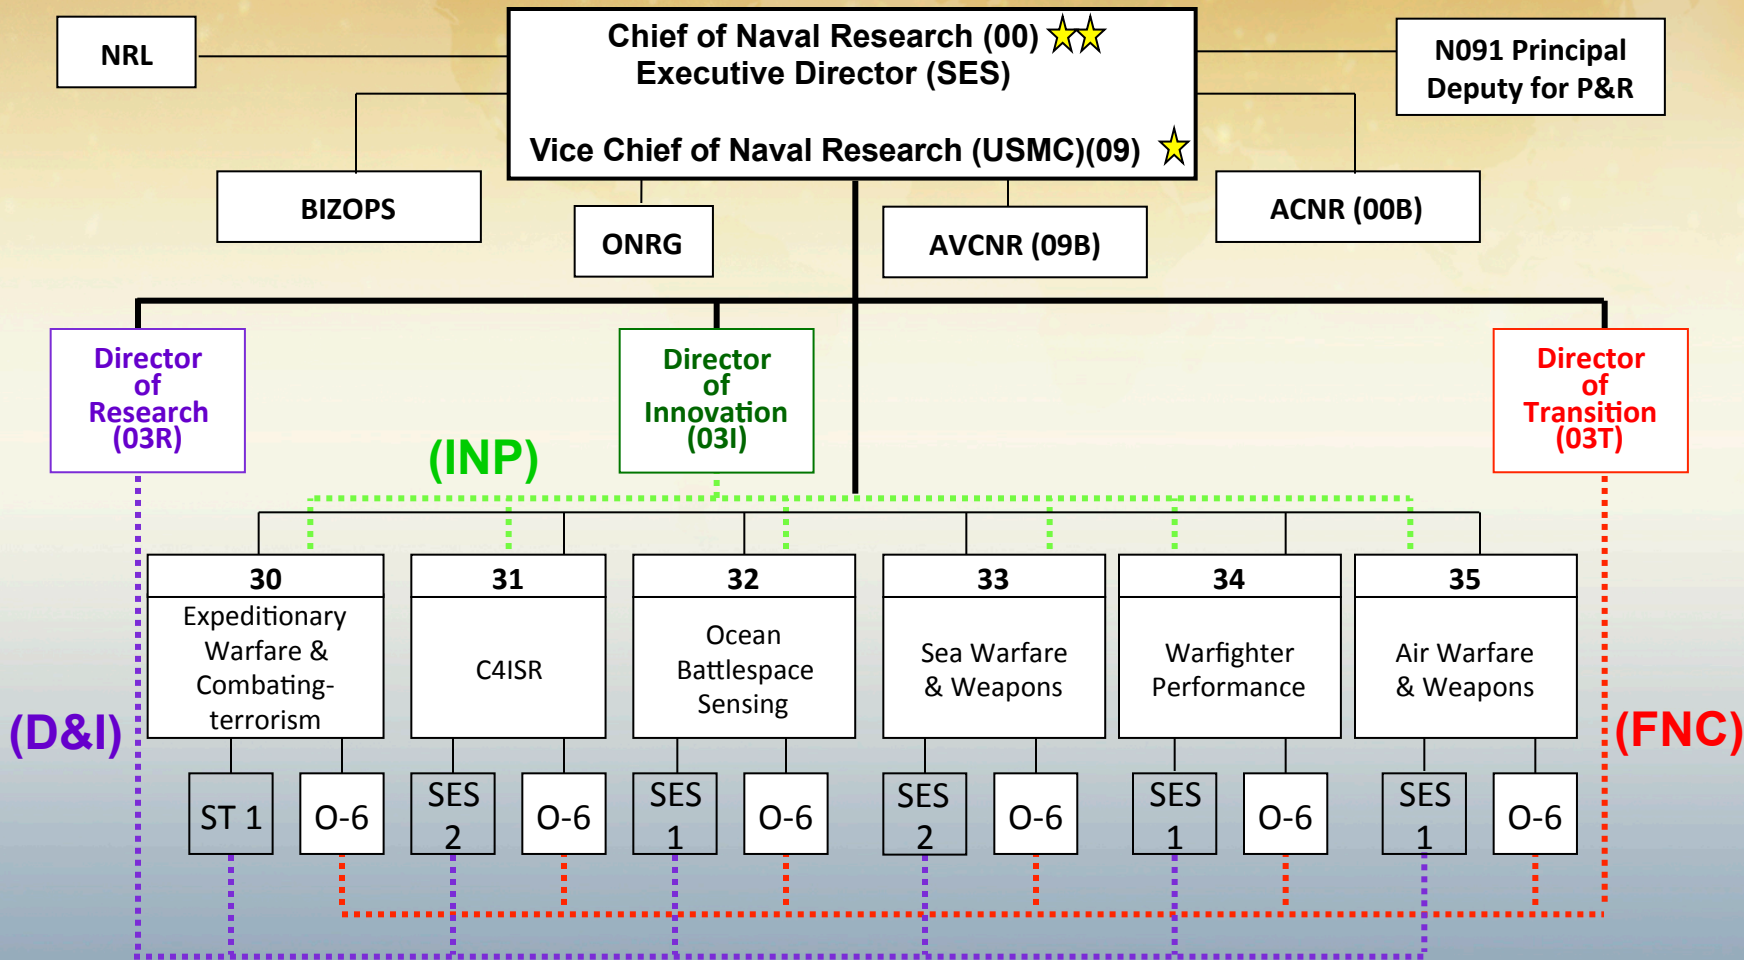 NRL
Chief of Naval Research (00)
Executive Director (SES)
Vice Chief of Naval Research (USMC)(09)
N091 Principal
Deputy for P&R
BIZOPS
ONRG
AVCNR (09B)
ACNR (00B)
Director
of
Research
(03R)
Director
of
Innovation
(03I)
Director
of
Transition
(03T)
(INP)
30
Expeditionary
Warfare &
Combating-
terrorism
31
C4ISR
32
Ocean
Battlespace
Sensing
33
Sea Warfare
& Weapons
34
Warfighter
Performance
35
Air Warfare
& Weapons
(D&I)
(FNC)
ST 1
O-6
SES
2
O-6
SES
1
O-6
SES
2
O-6
SES
1
O-6
SES
1
O-6